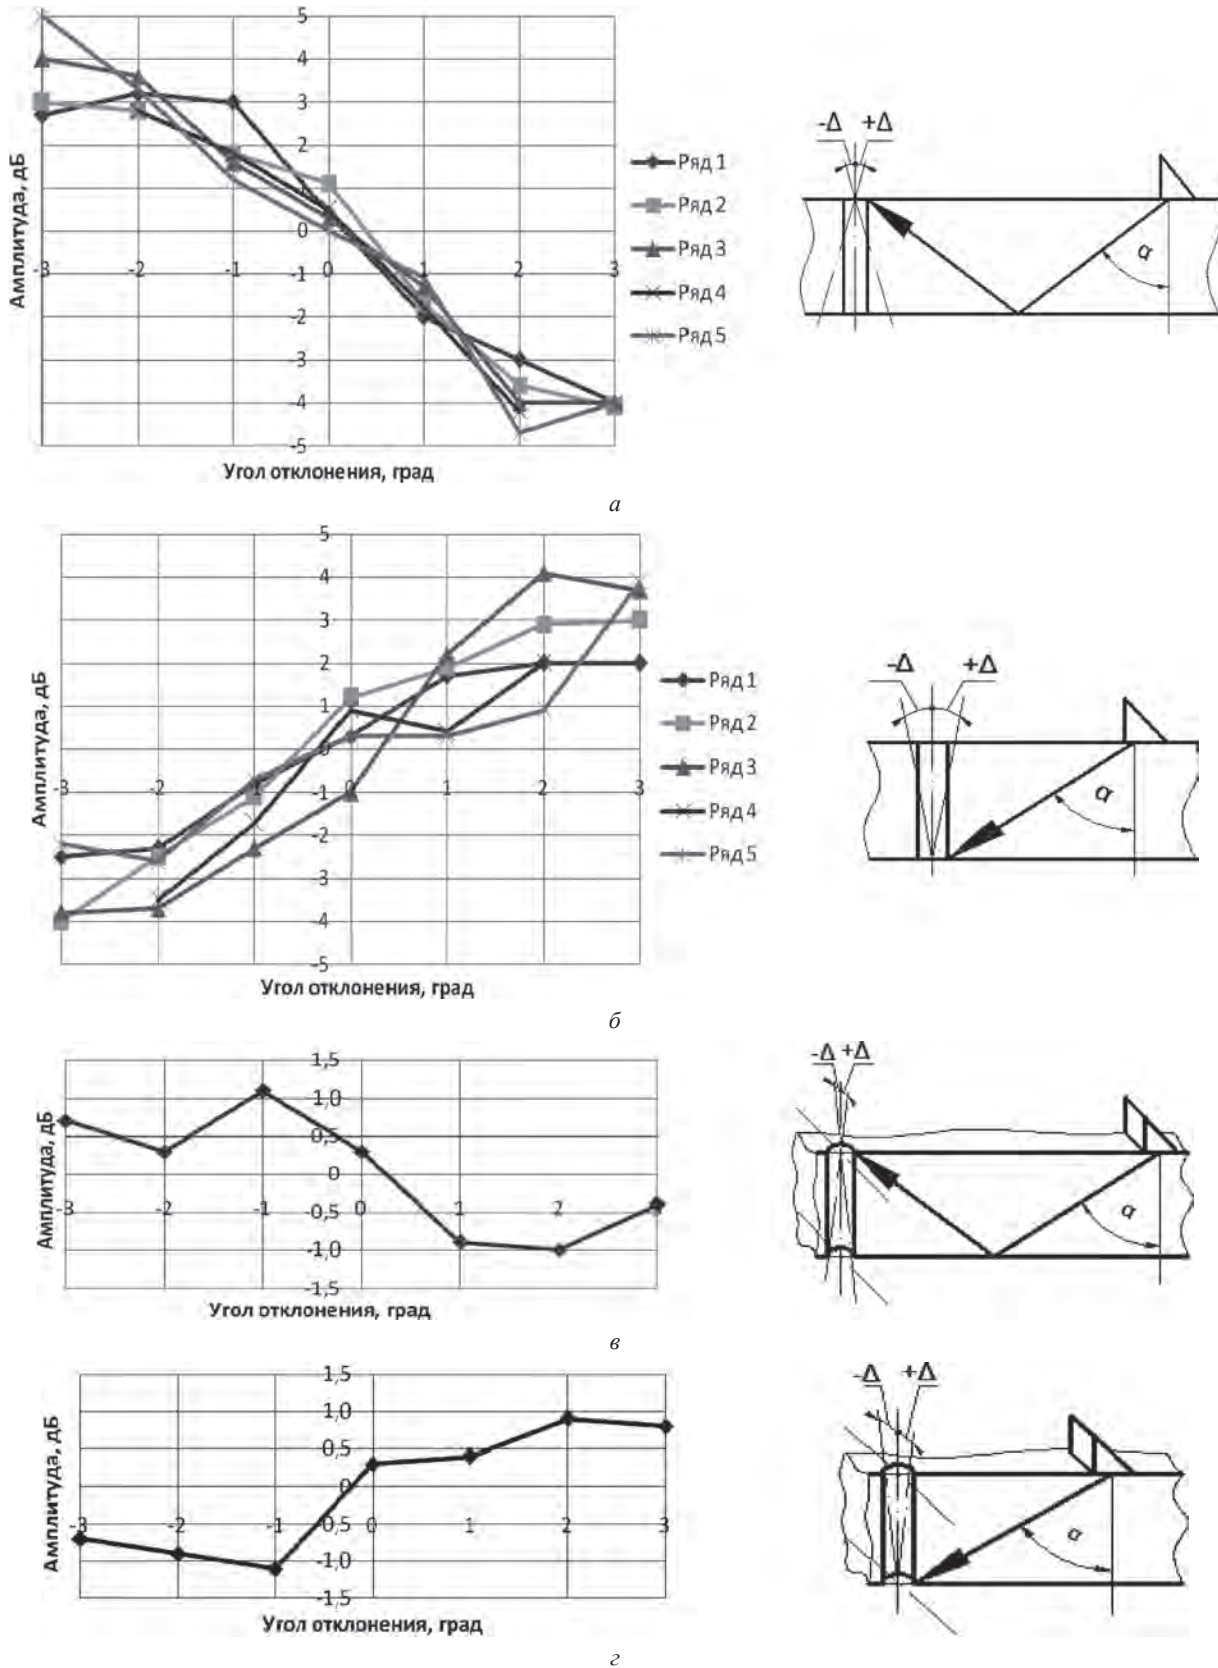 5
4
3
2
1
0
-1
-2
-3
-4
-5
-3
-2
-1
0
1
2
3
Амплитуда, дБ
Угол отклонения, град
Ряд 1
Ряд 2
Ряд 3
Ряд 4
Ряд 5
-Δ +Δ
α
а
5
4
3
2
1
0
-1
-2
-3
-4
-5
-3
-2
-1
0
1
2
3
Амплитуда, дБ
Угол отклонения, град
Ряд 1
Ряд 2
Ряд 3
Ряд 4
Ряд 5
-Δ +Δ
α
б
1,5
1,0
0,5
0
-0,5
-1,0
-1,5
-3
-2
-1
0
1
2
3
Амплитуда, дБ
Угол отклонения, град
-Δ +Δ
α
в
1,5
1,0
0,5
0
-0,5
-1,0
-1,5
-3
-2
-1
0
1
2
3
Амплитуда, дБ
Угол отклонения, град
-Δ +Δ
α
г